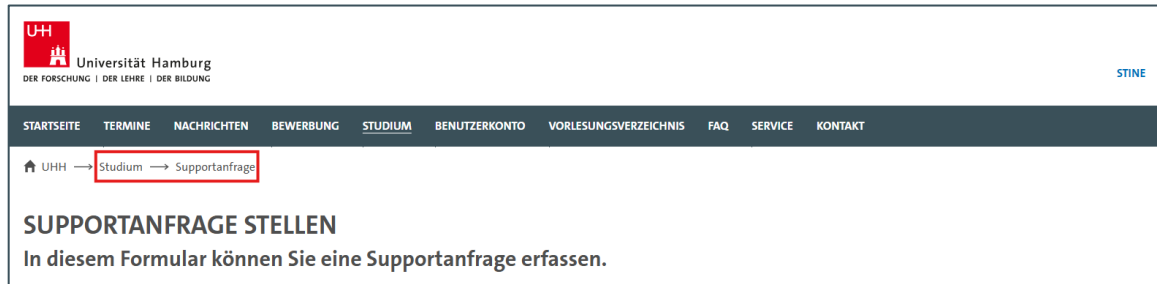 UHH
Universität Hamburg
DER FORSCHUNG | DER LEHRE | DER BILDUNG
STINE
STARTSEITE TERMINE NACHRICHTEN BEWERBUNG STUDIUM BENUTZERKONTO VORLESUNGSVERZEICHNIS FAQ SERVICE KONTAKT
UHH → Studium → Supportanfrage
SUPPORTANFRAGE STELLEN
In diesem Formular können Sie eine Supportanfrage erfassen.